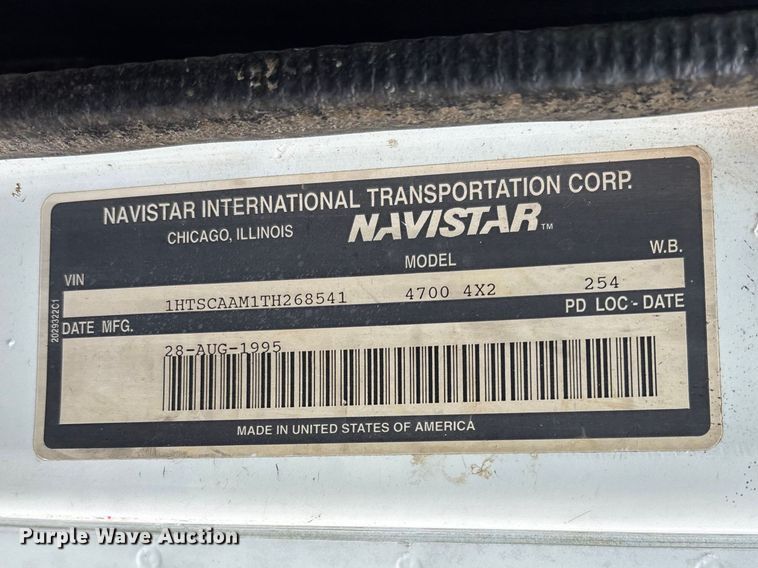 NAVISTAR INTERNATIONAL TRANSPORTATION CORP.
CHICAGO, ILLINOIS NAVISTAR™
VIN MODEL W.B.
1HTSCAAM1TH268541 4700 4X2 254
DATE MFG. PD LOC - DATE
28-AUG-1995
MADE IN UNITED STATES OF AMERICA
2029322C1
Purple Wave Auction